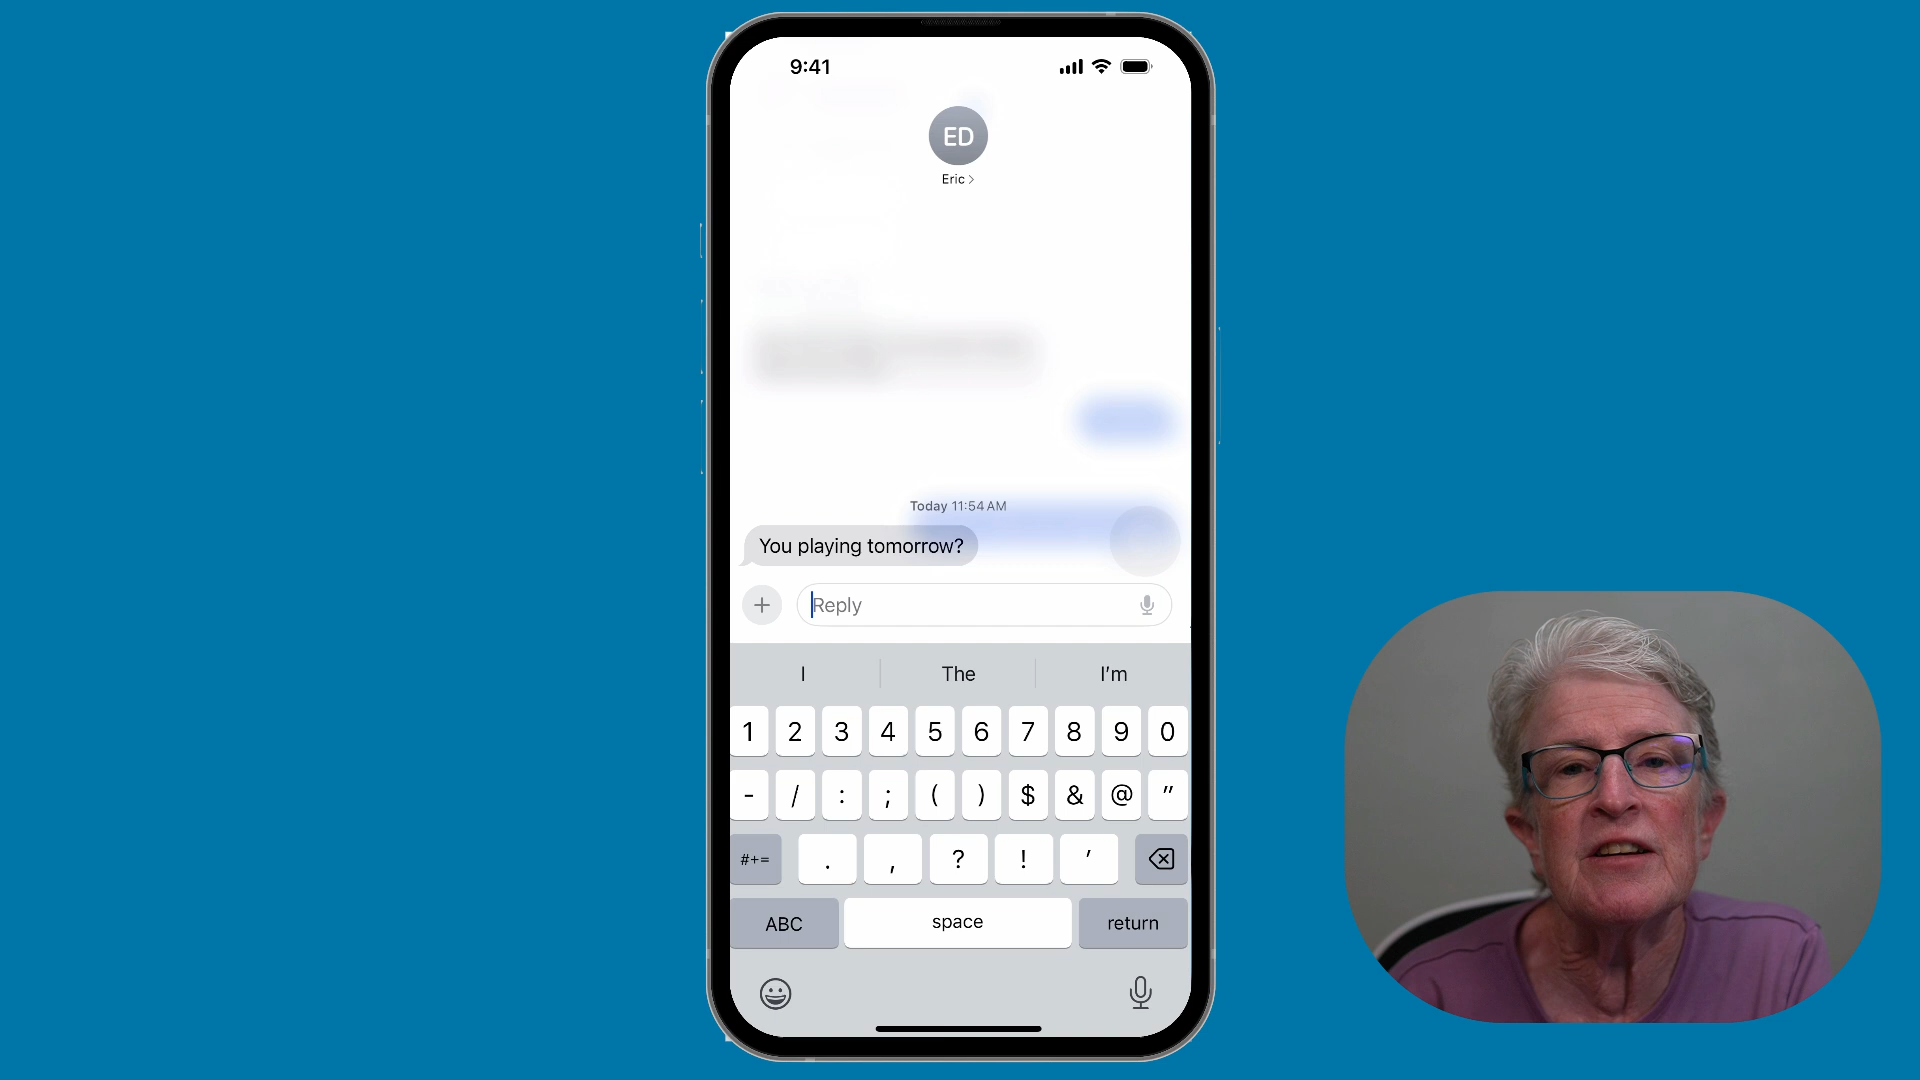 9:41
ED
Eric >
Today 11:54 AM
You playing tomorrow?
Reply
I The I'm
1 2 3 4 5 6 7 8 9 0
- / : ; ( ) $ & @ "
#+= . , ? ! '
ABC space return